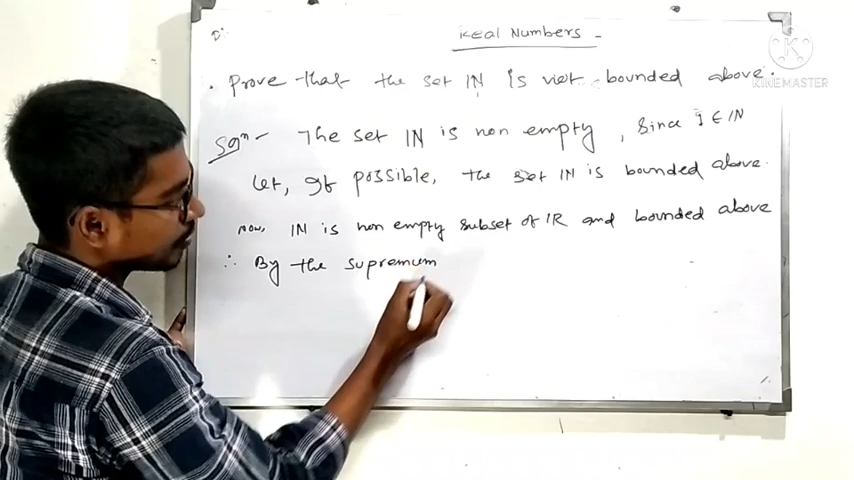 Real Numbers -
. Prove that the set IN is not bounded above.
Solⁿ - The set IN is non empty, since 1 ∈ IN
Let, If possible, the set IN is bounded above.
now, IN is non empty subset of IR and bounded above
∴ By the supremum
KINEMASTER